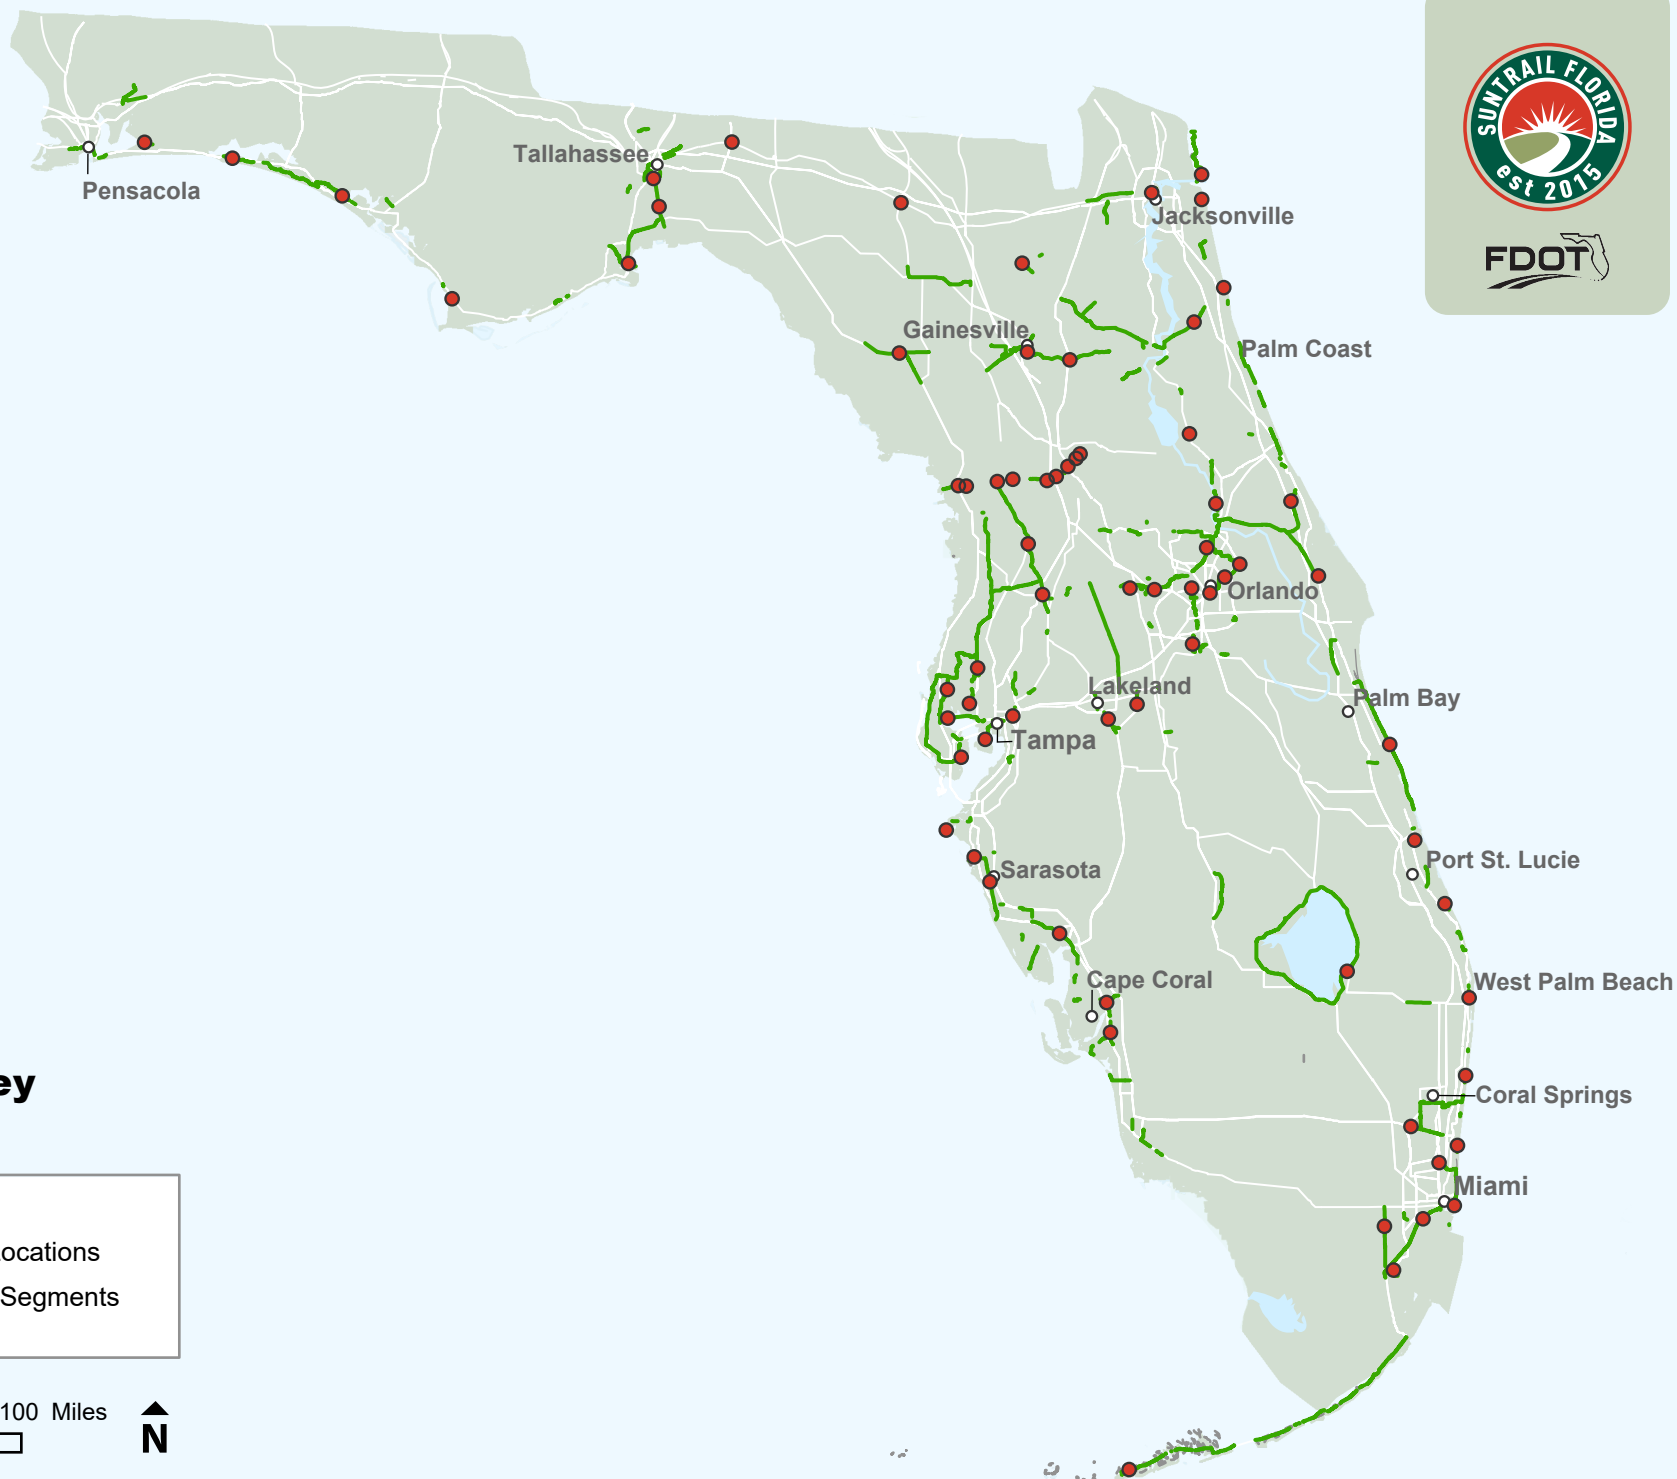 SUNTRAIL FLORIDA
est 2015
FDOT
Tallahassee
Pensacola
Jacksonville
Gainesville
Palm Coast
Orlando
Lakeland
Palm Bay
Tampa
Port St. Lucie
Sarasota
Cape Coral
West Palm Beach
ey
Coral Springs
Miami
ocations
Segments
100 Miles
N